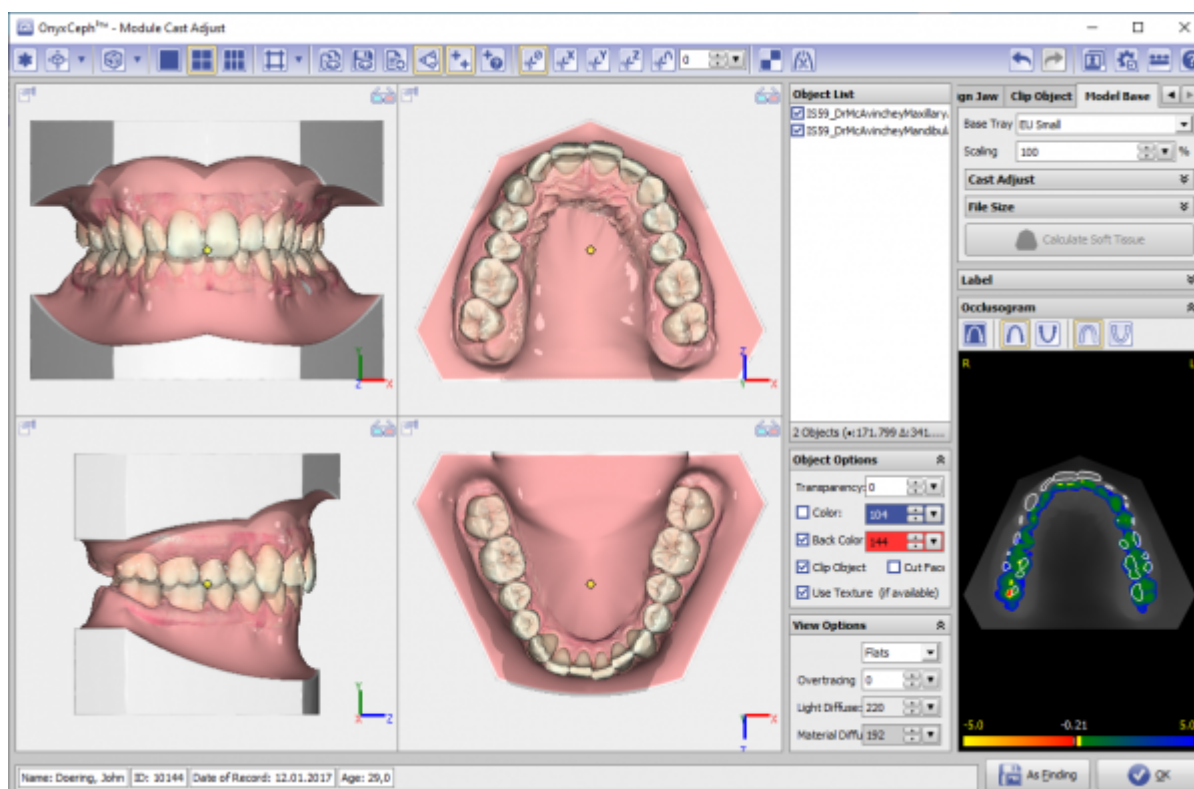 OnyxCeph³ᵀᴹ - Module Cast Adjust
0
Object List
IS59_DrMcAvincheyMaxillary.
IS59_DrMcAvincheyMandibul.
2 Objects (•:171.799 Δ:341....
Object Options
Transparency: 0
Color: 104
Back Color 144
Clip Object Cut Face
Use Texture (if available)
View Options
Flats
Overtracing 0
Light Diffuse: 220
Material Diffu 192
gn Jaw Clip Object Model Base
Base Tray EU Small
Scaling 100 %
Cast Adjust
File Size
Calculate Soft Tissue
Label
Occlusogram
R L
-5.0 -0.21 5.0
Y
Z X
Z
Y X
Y
X Z
Y X
Z
Name: Doering, John ID: 10144 Date of Record: 12.01.2017 Age: 29,0
As Finding OK